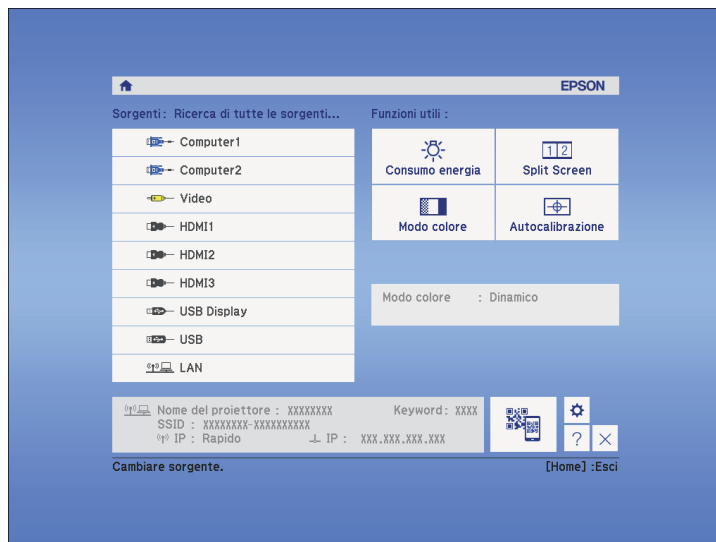 EPSON
Sorgenti: Ricerca di tutte le sorgenti...
Computer1
Computer2
Video
HDMI1
HDMI2
HDMI3
USB Display
USB
LAN
Funzioni utili :
Consumo energia
1 2
Split Screen
Modo colore
Autocalibrazione
Modo colore : Dinamico
Nome del proiettore : XXXXXXXX Keyword: XXXX
SSID : XXXXXXXX-XXXXXXXXXX
IP : Rapido IP : XXX.XXX.XXX.XXX
?
Cambiare sorgente. [Home] :Esci